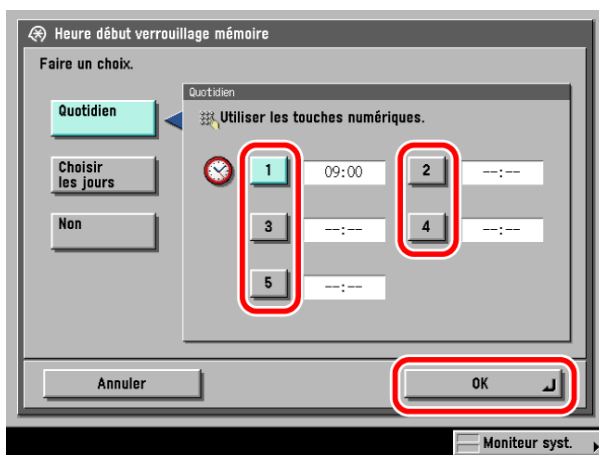 Heure début verrouillage mémoire
Faire un choix.
Quotidien
Quotidien
Utiliser les touches numériques.
Choisir
les jours
1 09:00 2 --:--
Non
3 --:-- 4 --:--
5 --:--
Annuler OK
Moniteur syst.